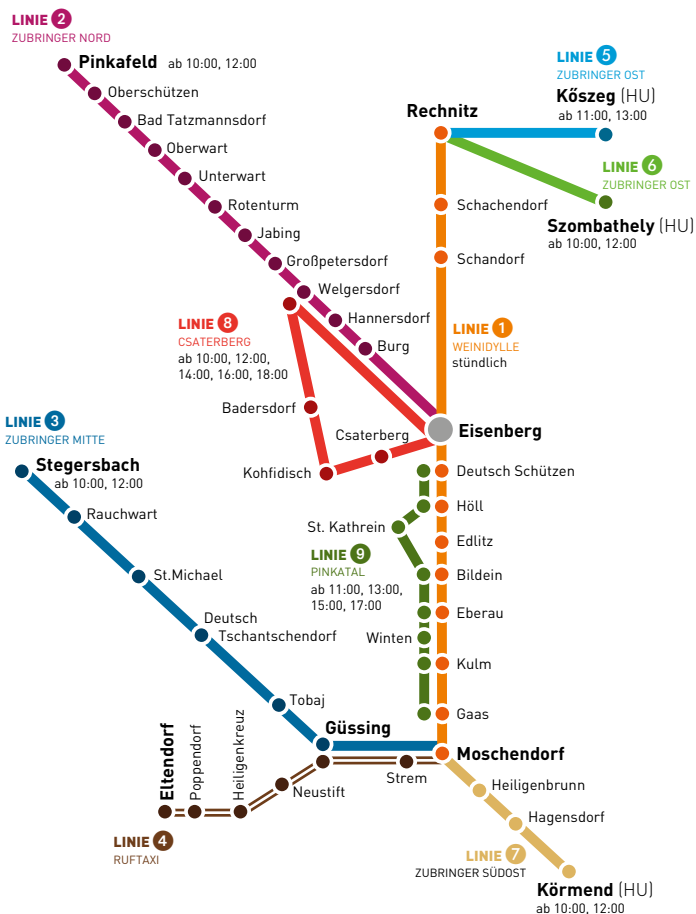 LINIE 2
ZUBRINGER NORD
Pinkafeld ab 10:00, 12:00
Oberschützen
Bad Tatzmannsdorf
Oberwart
Unterwart
Rotenturm
Jabing
Großpetersdorf
Welgersdorf
Hannersdorf
Burg
LINIE 5
ZUBRINGER OST
Kőszeg (HU)
ab 11:00, 13:00
Rechnitz
LINIE 6
ZUBRINGER OST
Szombathely (HU)
ab 10:00, 12:00
Schachendorf
Schandorf
LINIE 1
WEINIDYLLE
stündlich
LINIE 8
CSATERBERG
ab 10:00, 12:00,
14:00, 16:00, 18:00
Badersdorf
Csaterberg
Kohfidisch
Eisenberg
LINIE 3
ZUBRINGER MITTE
Stegersbach
ab 10:00, 12:00
Rauchwart
St.Michael
Deutsch
Tschantschendorf
Tobaj
Güssing
Deutsch Schützen
Höll
St. Kathrein
Edlitz
LINIE 9
PINKATAL
ab 11:00, 13:00,
15:00, 17:00
Bildein
Eberau
Winten
Kulm
Gaas
Moschendorf
Eltendorf
Poppendorf
Heiligenkreuz
Neustift
Strem
LINIE 4
RUFTAXI
Heiligenbrunn
Hagensdorf
LINIE 7
ZUBRINGER SÜDOST
Körmend (HU)
ab 10:00, 12:00